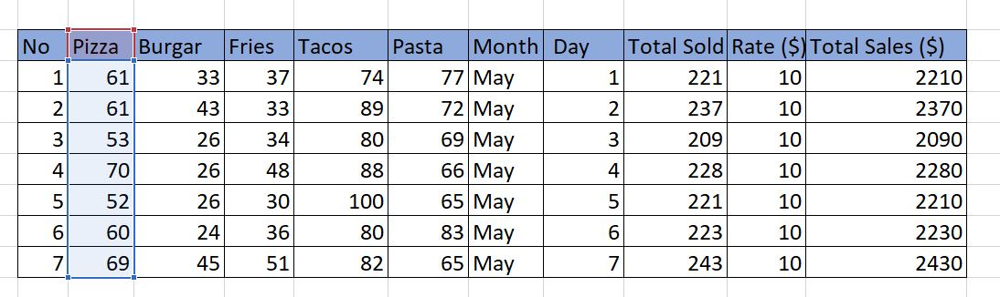 No Pizza Burgar Fries Tacos Pasta Month Day Total Sold Rate ($) Total Sales ($)
1 61 33 37 74 77 May 1 221 10 2210
2 61 43 33 89 72 May 2 237 10 2370
3 53 26 34 80 69 May 3 209 10 2090
4 70 26 48 88 66 May 4 228 10 2280
5 52 26 30 100 65 May 5 221 10 2210
6 60 24 36 80 83 May 6 223 10 2230
7 69 45 51 82 65 May 7 243 10 2430